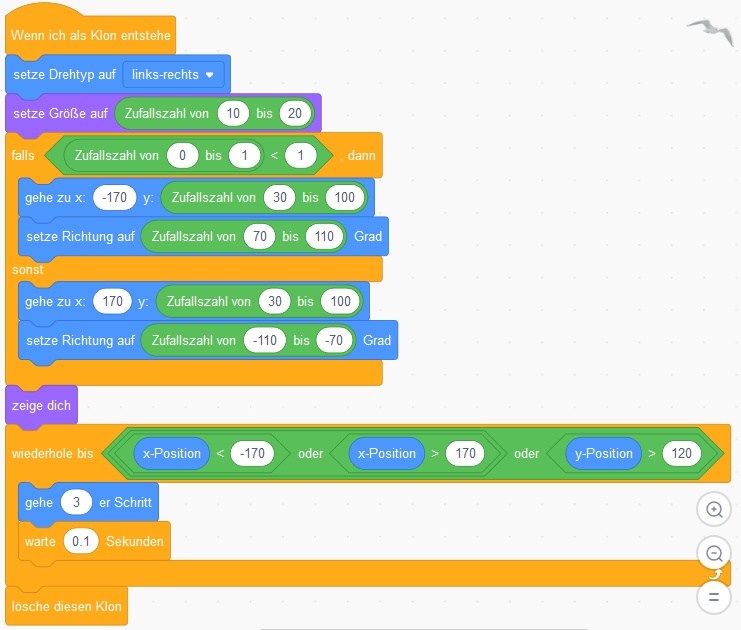 Wenn ich als Klon entstehe
setze Drehtyp auf links-rechts
setze Größe auf Zufallszahl von 10 bis 20
falls Zufallszahl von 0 bis 1 < 1 , dann
gehe zu x: -170 y: Zufallszahl von 30 bis 100
setze Richtung auf Zufallszahl von 70 bis 110 Grad
sonst
gehe zu x: 170 y: Zufallszahl von 30 bis 100
setze Richtung auf Zufallszahl von -110 bis -70 Grad
zeige dich
wiederhole bis x-Position < -170 oder x-Position > 170 oder y-Position > 120
gehe 3 er Schritt
warte 0.1 Sekunden
lösche diesen Klon